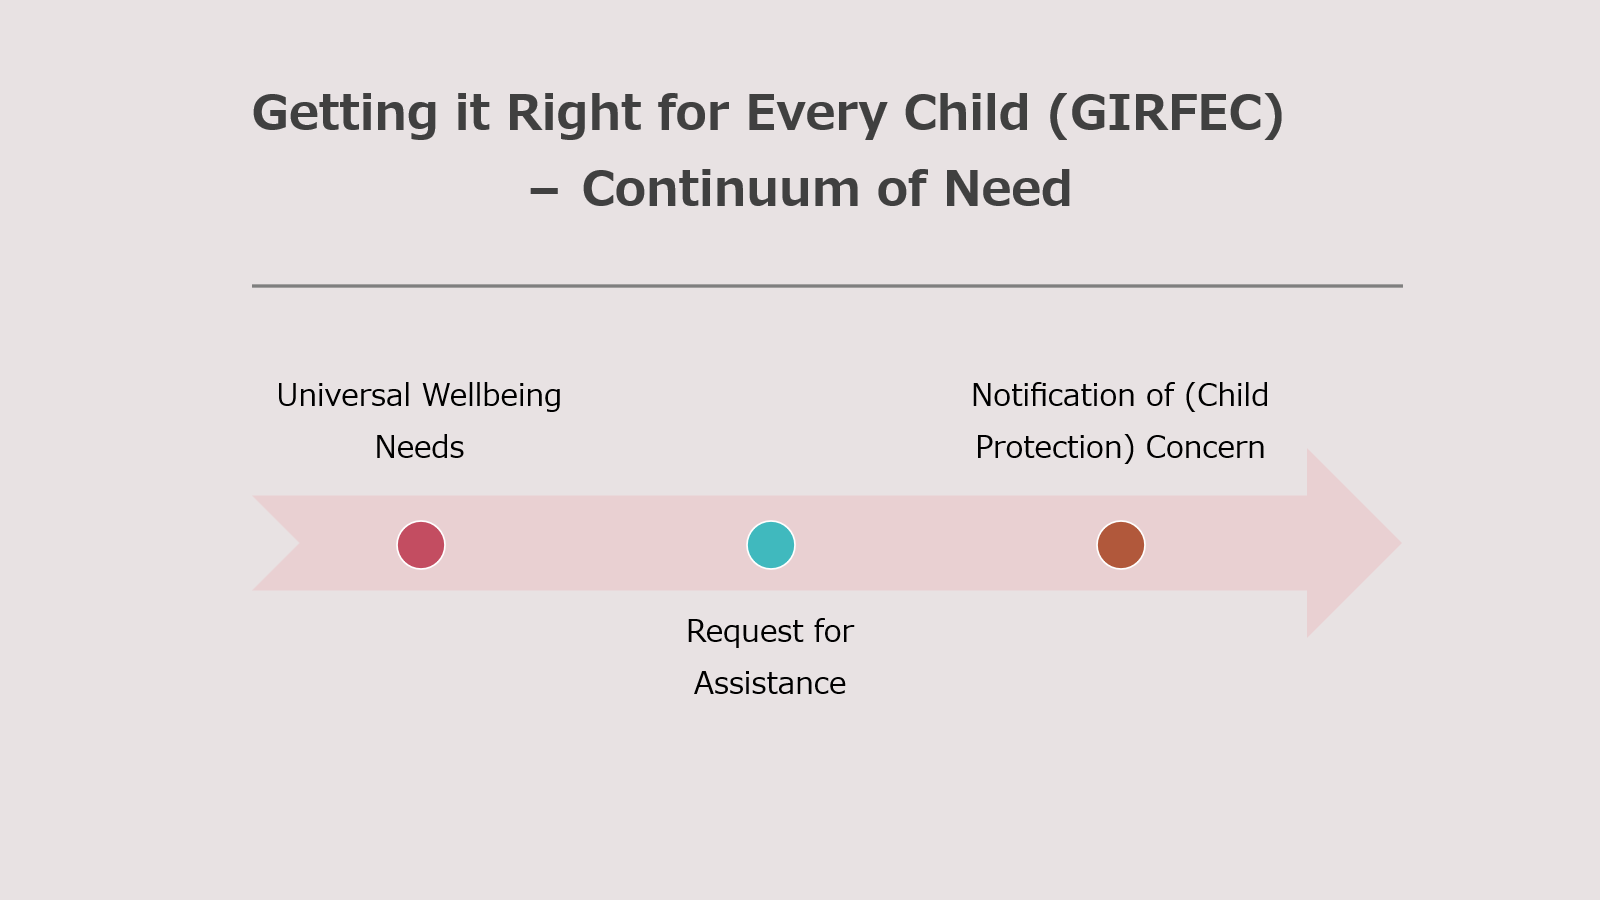 Getting it Right for Every Child (GIRFEC)
– Continuum of Need
Universal Wellbeing
Needs
Notification of (Child
Protection) Concern
Request for
Assistance